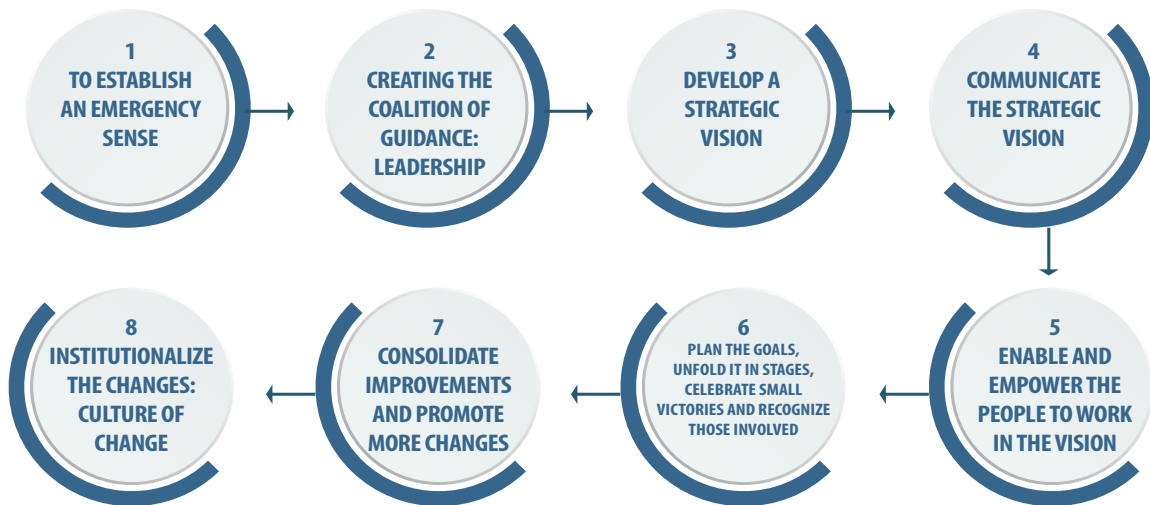 1
TO ESTABLISH
AN EMERGENCY
SENSE
2
CREATING THE
COALITION OF
GUIDANCE:
LEADERSHIP
3
DEVELOP A
STRATEGIC
VISION
4
COMMUNICATE
THE STRATEGIC
VISION
5
ENABLE AND
EMPOWER THE
PEOPLE TO WORK
IN THE VISION
6
PLAN THE GOALS,
UNFOLD IT IN STAGES,
CELEBRATE SMALL
VICTORIES AND RECOGNIZE
THOSE INVOLVED
7
CONSOLIDATE
IMPROVEMENTS
AND PROMOTE
MORE CHANGES
8
INSTITUTIONALIZE
THE CHANGES:
CULTURE OF
CHANGE